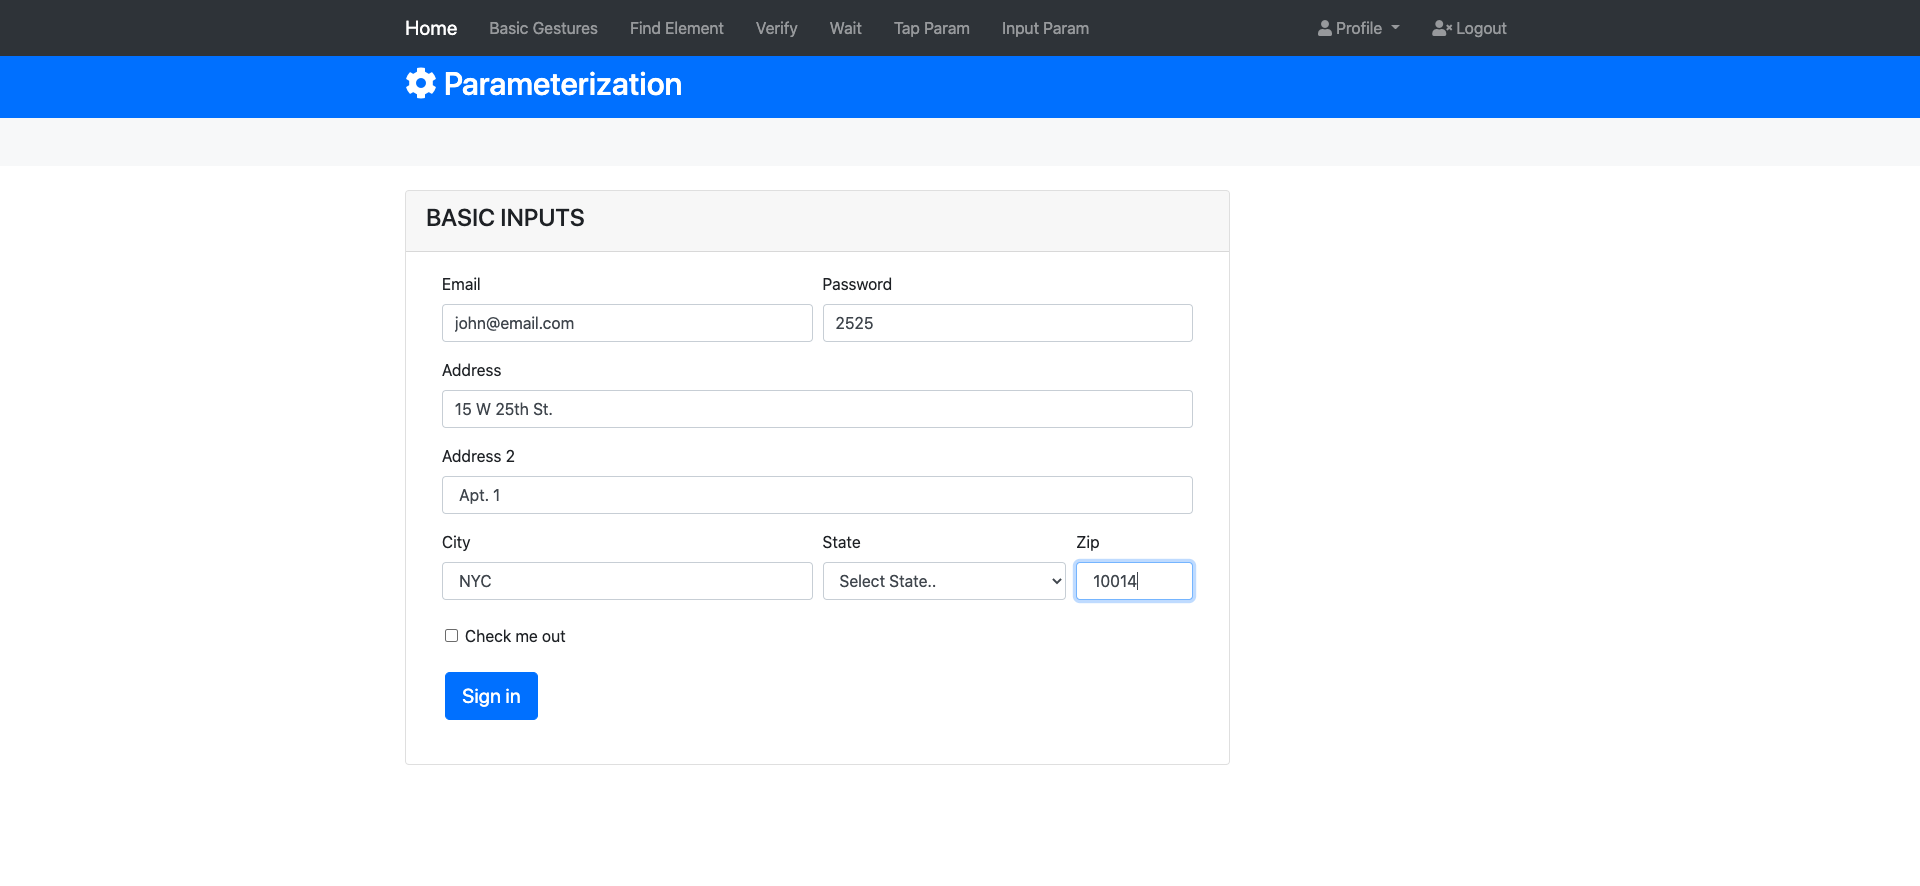 Home Basic Gestures Find Element Verify Wait Tap Param Input Param Profile Logout
Parameterization
BASIC INPUTS
Email Password
john@email.com 2525
Address
15 W 25th St.
Address 2
Apt. 1
City State Zip
NYC Select State.. 10014
Check me out
Sign in